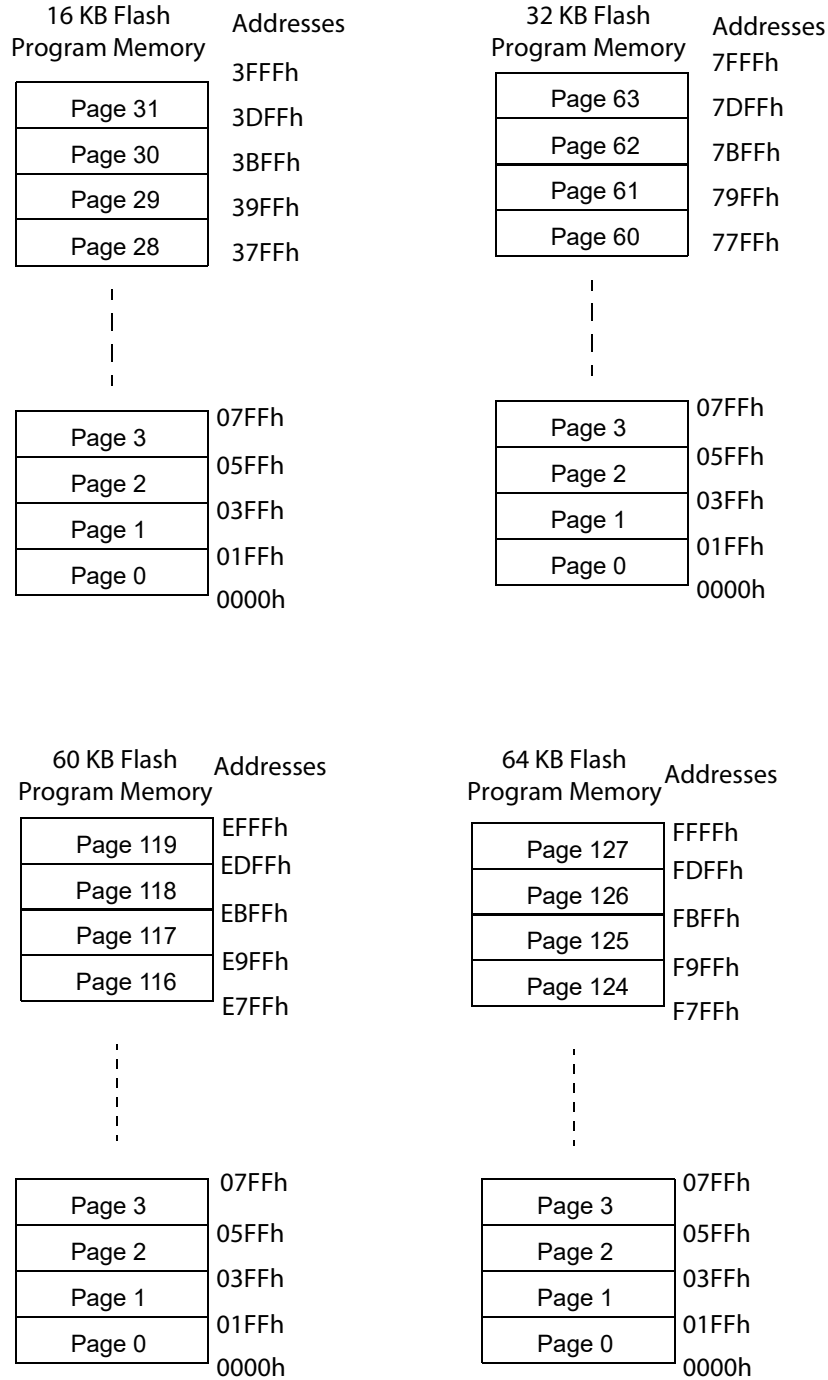 16 KB Flash
Program Memory
Addresses
3FFFh
Page 31
3DFFh
Page 30
3BFFh
Page 29
39FFh
Page 28
37FFh
07FFh
Page 3
05FFh
Page 2
03FFh
Page 1
01FFh
Page 0
0000h
32 KB Flash
Program Memory
Addresses
7FFFh
Page 63
7DFFh
Page 62
7BFFh
Page 61
79FFh
Page 60
77FFh
07FFh
Page 3
05FFh
Page 2
03FFh
Page 1
01FFh
Page 0
0000h
60 KB Flash
Program Memory
Addresses
EFFFh
Page 119
EDFFh
Page 118
EBFFh
Page 117
E9FFh
Page 116
E7FFh
07FFh
Page 3
05FFh
Page 2
03FFh
Page 1
01FFh
Page 0
0000h
64 KB Flash
Program Memory
Addresses
FFFFh
Page 127
FDFFh
Page 126
FBFFh
Page 125
F9FFh
Page 124
F7FFh
07FFh
Page 3
05FFh
Page 2
03FFh
Page 1
01FFh
Page 0
0000h